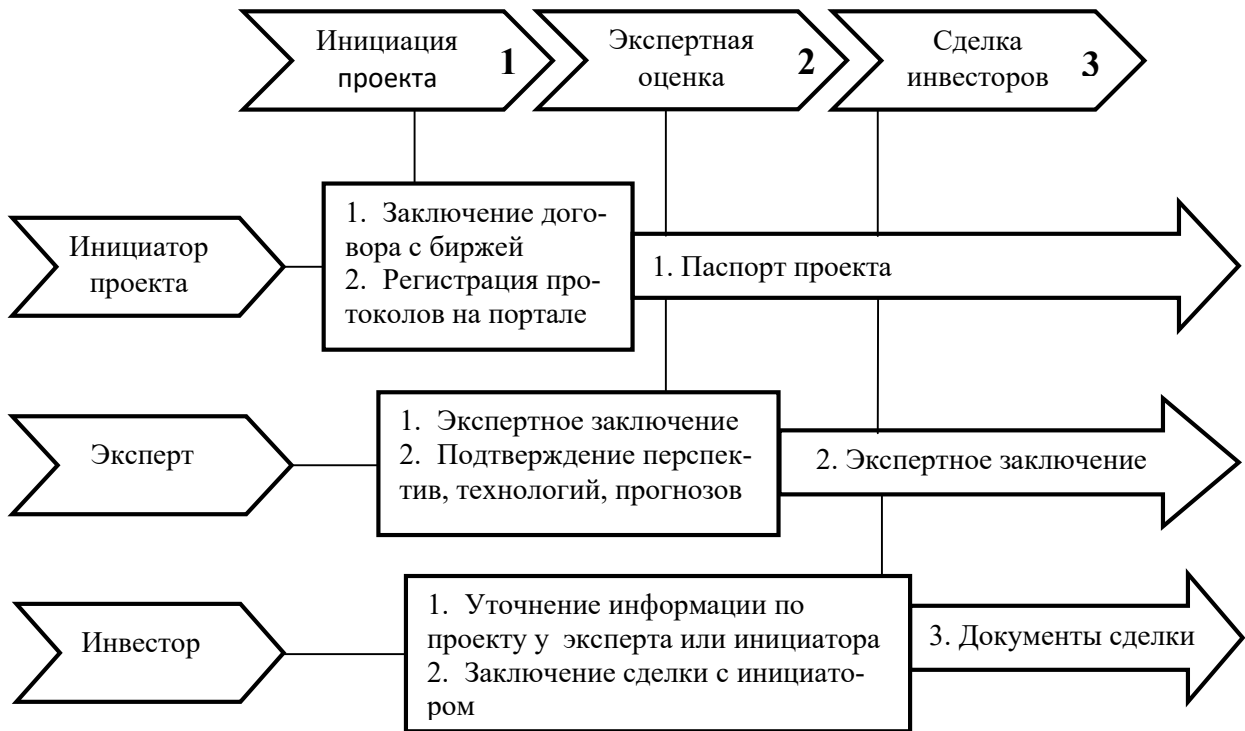 Инициация
проекта
1
Экспертная
оценка
2
Сделка
инвесторов
3
Инициатор
проекта
1. Заключение дого-
вора с биржей
2. Регистрация про-
токолов на портале
1. Паспорт проекта
Эксперт
1. Экспертное заключение
2. Подтверждение перспек-
тив, технологий, прогнозов
2. Экспертное заключение
Инвестор
1. Уточнение информации по
проекту у эксперта или инициатора
2. Заключение сделки с инициато-
ром
3. Документы сделки